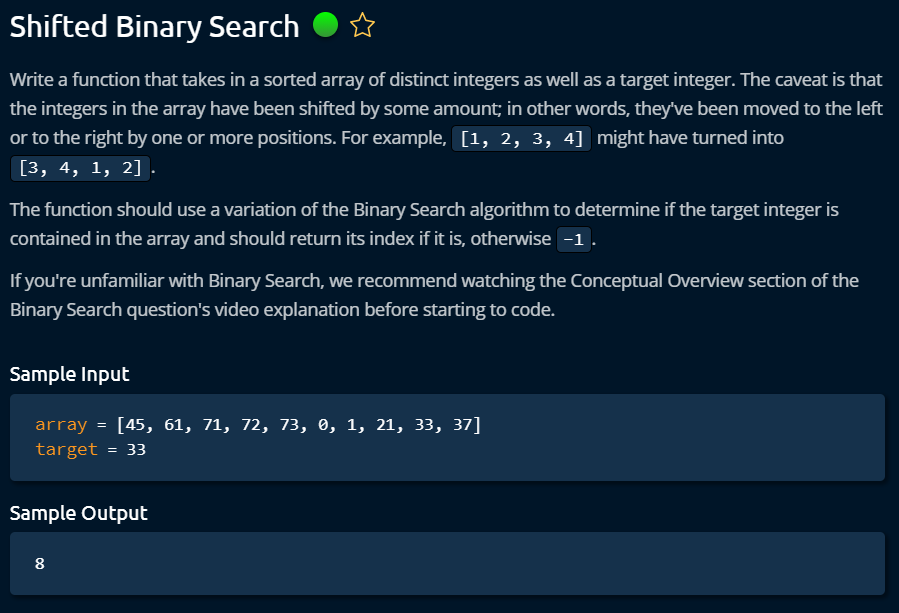 Shifted Binary Search
Write a function that takes in a sorted array of distinct integers as well as a target integer. The caveat is that
the integers in the array have been shifted by some amount; in other words, they've been moved to the left
or to the right by one or more positions. For example, [1, 2, 3, 4] might have turned into
[3, 4, 1, 2].
The function should use a variation of the Binary Search algorithm to determine if the target integer is
contained in the array and should return its index if it is, otherwise -1.
If you're unfamiliar with Binary Search, we recommend watching the Conceptual Overview section of the
Binary Search question's video explanation before starting to code.
Sample Input
array = [45, 61, 71, 72, 73, 0, 1, 21, 33, 37]
target = 33
Sample Output
8